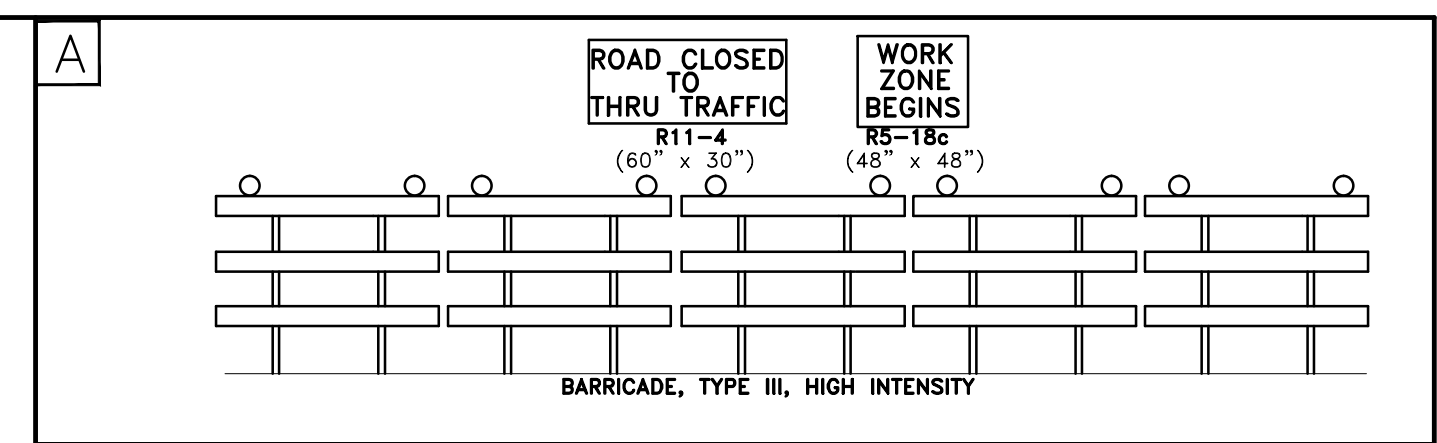 A
ROAD CLOSED
TO
THRU TRAFFIC
R11-4
(60" x 30")
WORK
ZONE
BEGINS
R5-18c
(48" x 48")
BARRICADE, TYPE III, HIGH INTENSITY